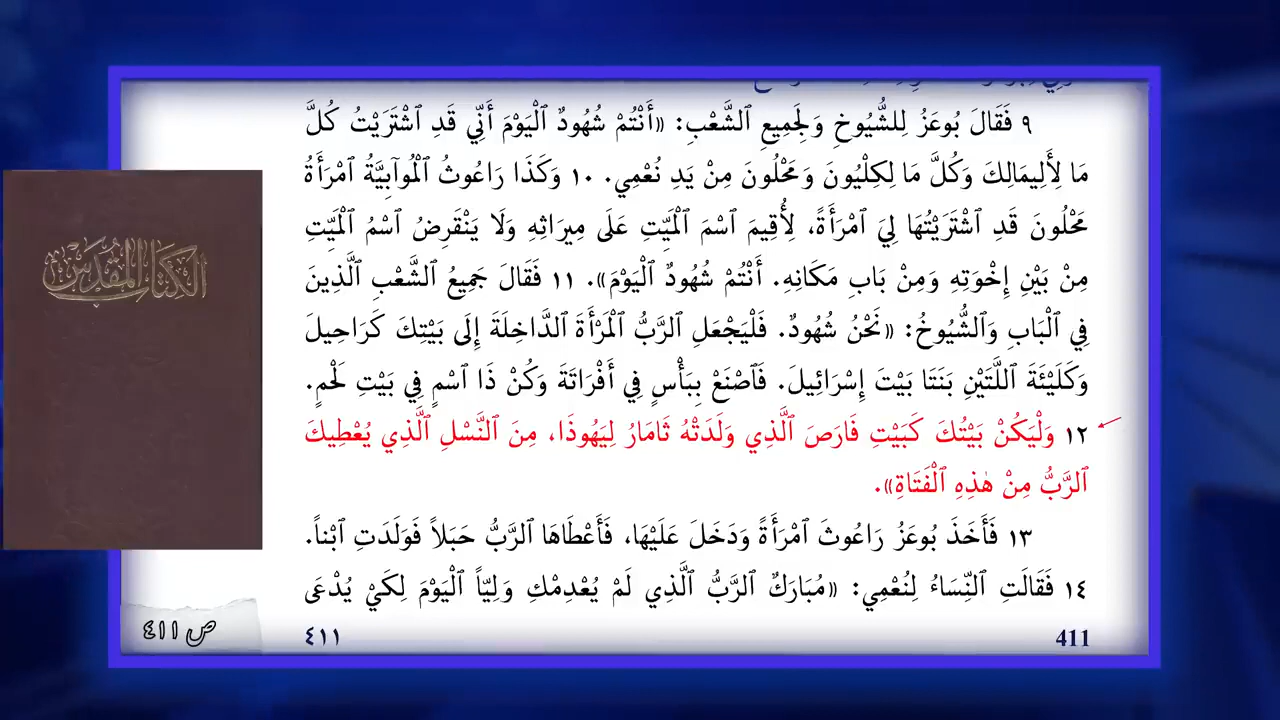 الكتاب المقدس
٩ فَقَالَ بُوعَزُ لِلشُّيُوخِ وَلِجَمِيعِ ٱلشَّعْبِ: «أَنْتُمْ شُهُودٌ ٱلْيَوْمَ أَنِّي قَدِ ٱشْتَرَيْتُ كُلَّ
مَا لِأَلِيمَالِكَ وَكُلَّ مَا لِكِلْيُونَ وَمَحْلُونَ مِنْ يَدِ نُعْمِي. ١٠ وَكَذَا رَاعُوثُ ٱلْمُوآبِيَّةُ ٱمْرَأَةُ
مَحْلُونَ قَدِ ٱشْتَرَيْتُهَا لِيَ ٱمْرَأَةً، لِأُقِيمَ ٱسْمَ ٱلْمَيِّتِ عَلَى مِيرَاثِهِ وَلَا يَنْقَرِضُ ٱسْمُ ٱلْمَيِّتِ
مِنْ بَيْنِ إِخْوَتِهِ وَمِنْ بَابِ مَكَانِهِ. أَنْتُمْ شُهُودٌ ٱلْيَوْمَ». ١١ فَقَالَ جَمِيعُ ٱلشَّعْبِ ٱلَّذِينَ
فِي ٱلْبَابِ وَٱلشُّيُوخُ: «نَحْنُ شُهُودٌ. فَلْيَجْعَلِ ٱلرَّبُّ ٱلْمَرْأَةَ ٱلدَّاخِلَةَ إِلَى بَيْتِكَ كَرَاحِيلَ
وَكَلَيْئَةَ ٱللَّتَيْنِ بَنَتَا بَيْتَ إِسْرَائِيلَ. فَٱصْنَعْ بِبَأْسٍ فِي أَفْرَاتَةَ وَكُنْ ذَا ٱسْمٍ فِي بَيْتِ لَحْمٍ.
١٢ وَلْيَكُنْ بَيْتُكَ كَبَيْتِ فَارَصَ ٱلَّذِي وَلَدَتْهُ ثَامَارُ لِيَهُوذَا، مِنَ ٱلنَّسْلِ ٱلَّذِي يُعْطِيكَ
ٱلرَّبُّ مِنْ هٰذِهِ ٱلْفَتَاةِ».
١٣ فَأَخَذَ بُوعَزُ رَاعُوثَ ٱمْرَأَةً وَدَخَلَ عَلَيْهَا، فَأَعْطَاهَا ٱلرَّبُّ حَبَلاً فَوَلَدَتِ ٱبْناً.
١٤ فَقَالَتِ ٱلنِّسَاءُ لِنُعْمِي: «مُبَارَكٌ ٱلرَّبُّ ٱلَّذِي لَمْ يُعْدِمْكِ وَلِيّاً ٱلْيَوْمَ لِكَيْ يُدْعَى
411
٤١١
ص ٤١١